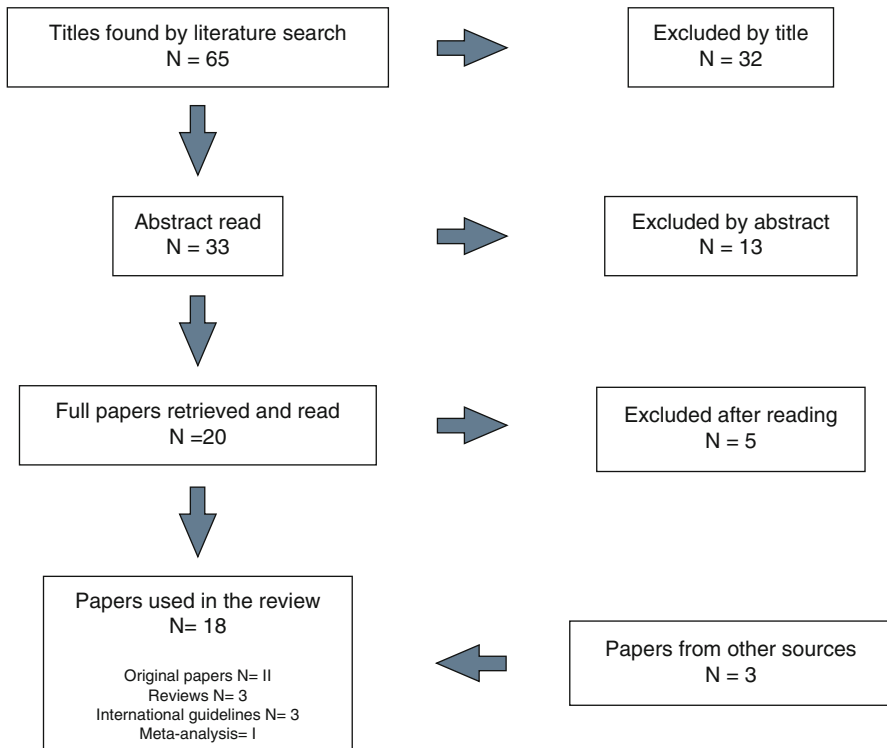 Titles found by literature search
N = 65
Excluded by title
N = 32
Abstract read
N = 33
Excluded by abstract
N = 13
Full papers retrieved and read
N =20
Excluded after reading
N = 5
Papers used in the review
N= 18
Original papers N= II
Reviews N= 3
International guidelines N= 3
Meta-analysis= I
Papers from other sources
N = 3